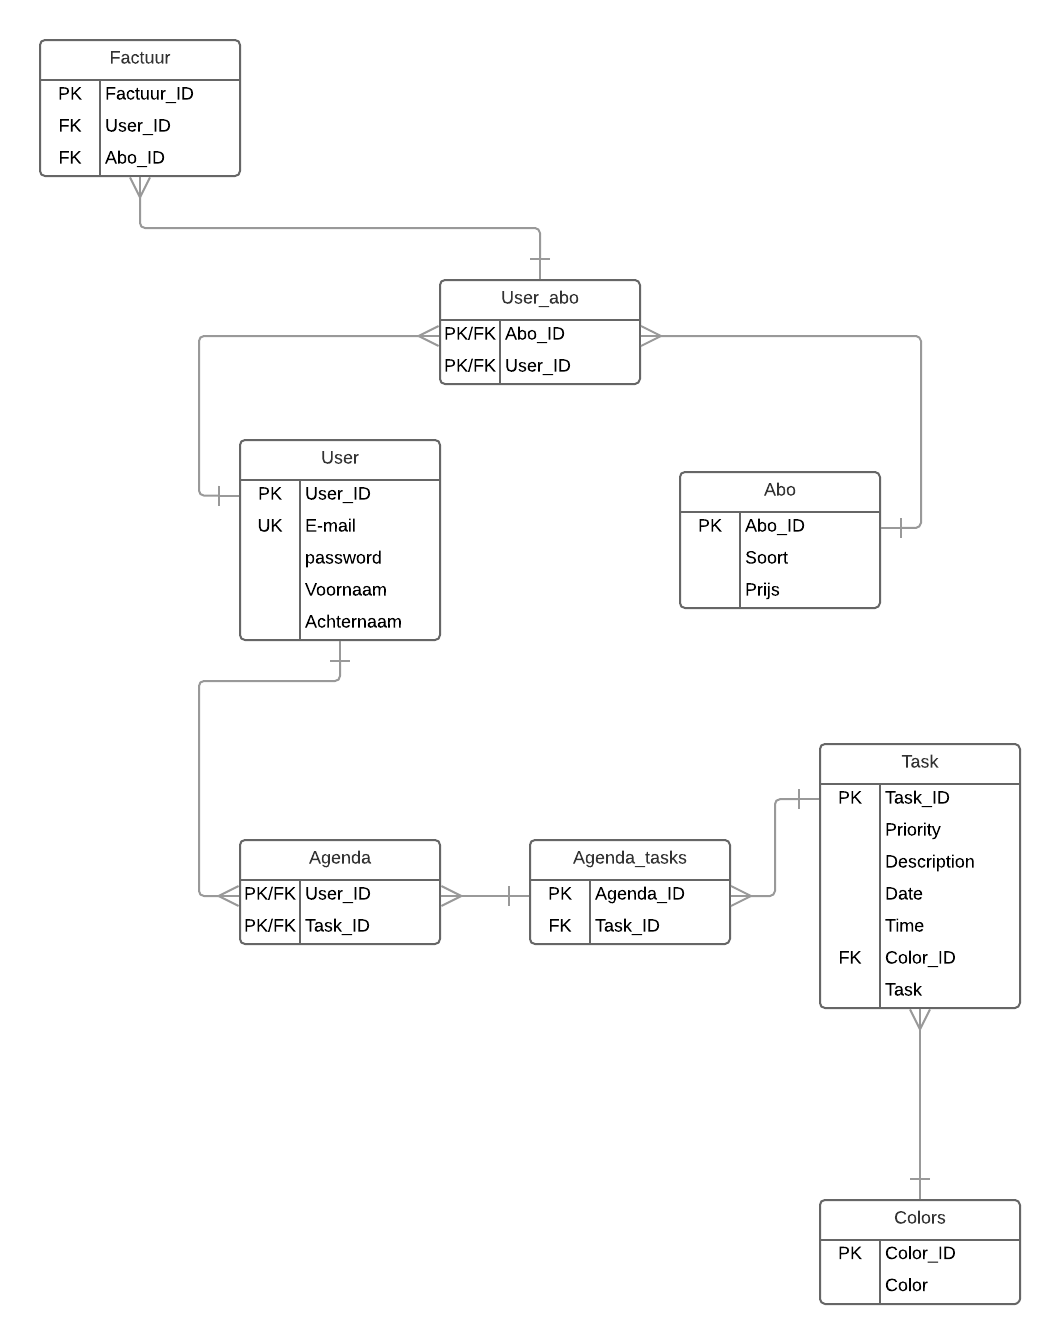 Factuur
PK Factuur_ID
FK User_ID
FK Abo_ID
User_abo
PK/FK Abo_ID
PK/FK User_ID
User
PK User_ID
UK E-mail
password
Voornaam
Achternaam
Abo
PK Abo_ID
Soort
Prijs
Task
PK Task_ID
Priority
Description
Date
Time
FK Color_ID
Task
Agenda
PK/FK User_ID
PK/FK Task_ID
Agenda_tasks
PK Agenda_ID
FK Task_ID
Colors
PK Color_ID
Color